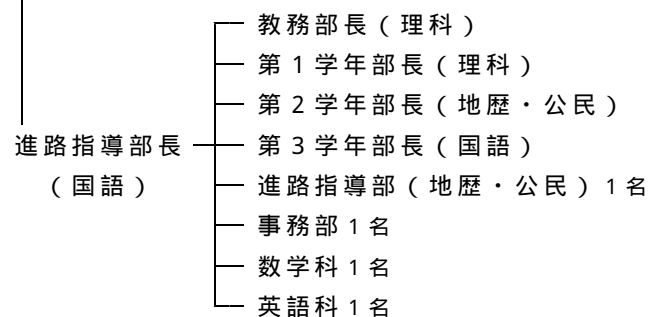 教務部長（理科）
第１学年部長（理科）
第２学年部長（地歴・公民）
進路指導部長
第３学年部長（国語）
（国語）
進路指導部（地歴・公民）1名
事務部1名
数学科1名
英語科1名